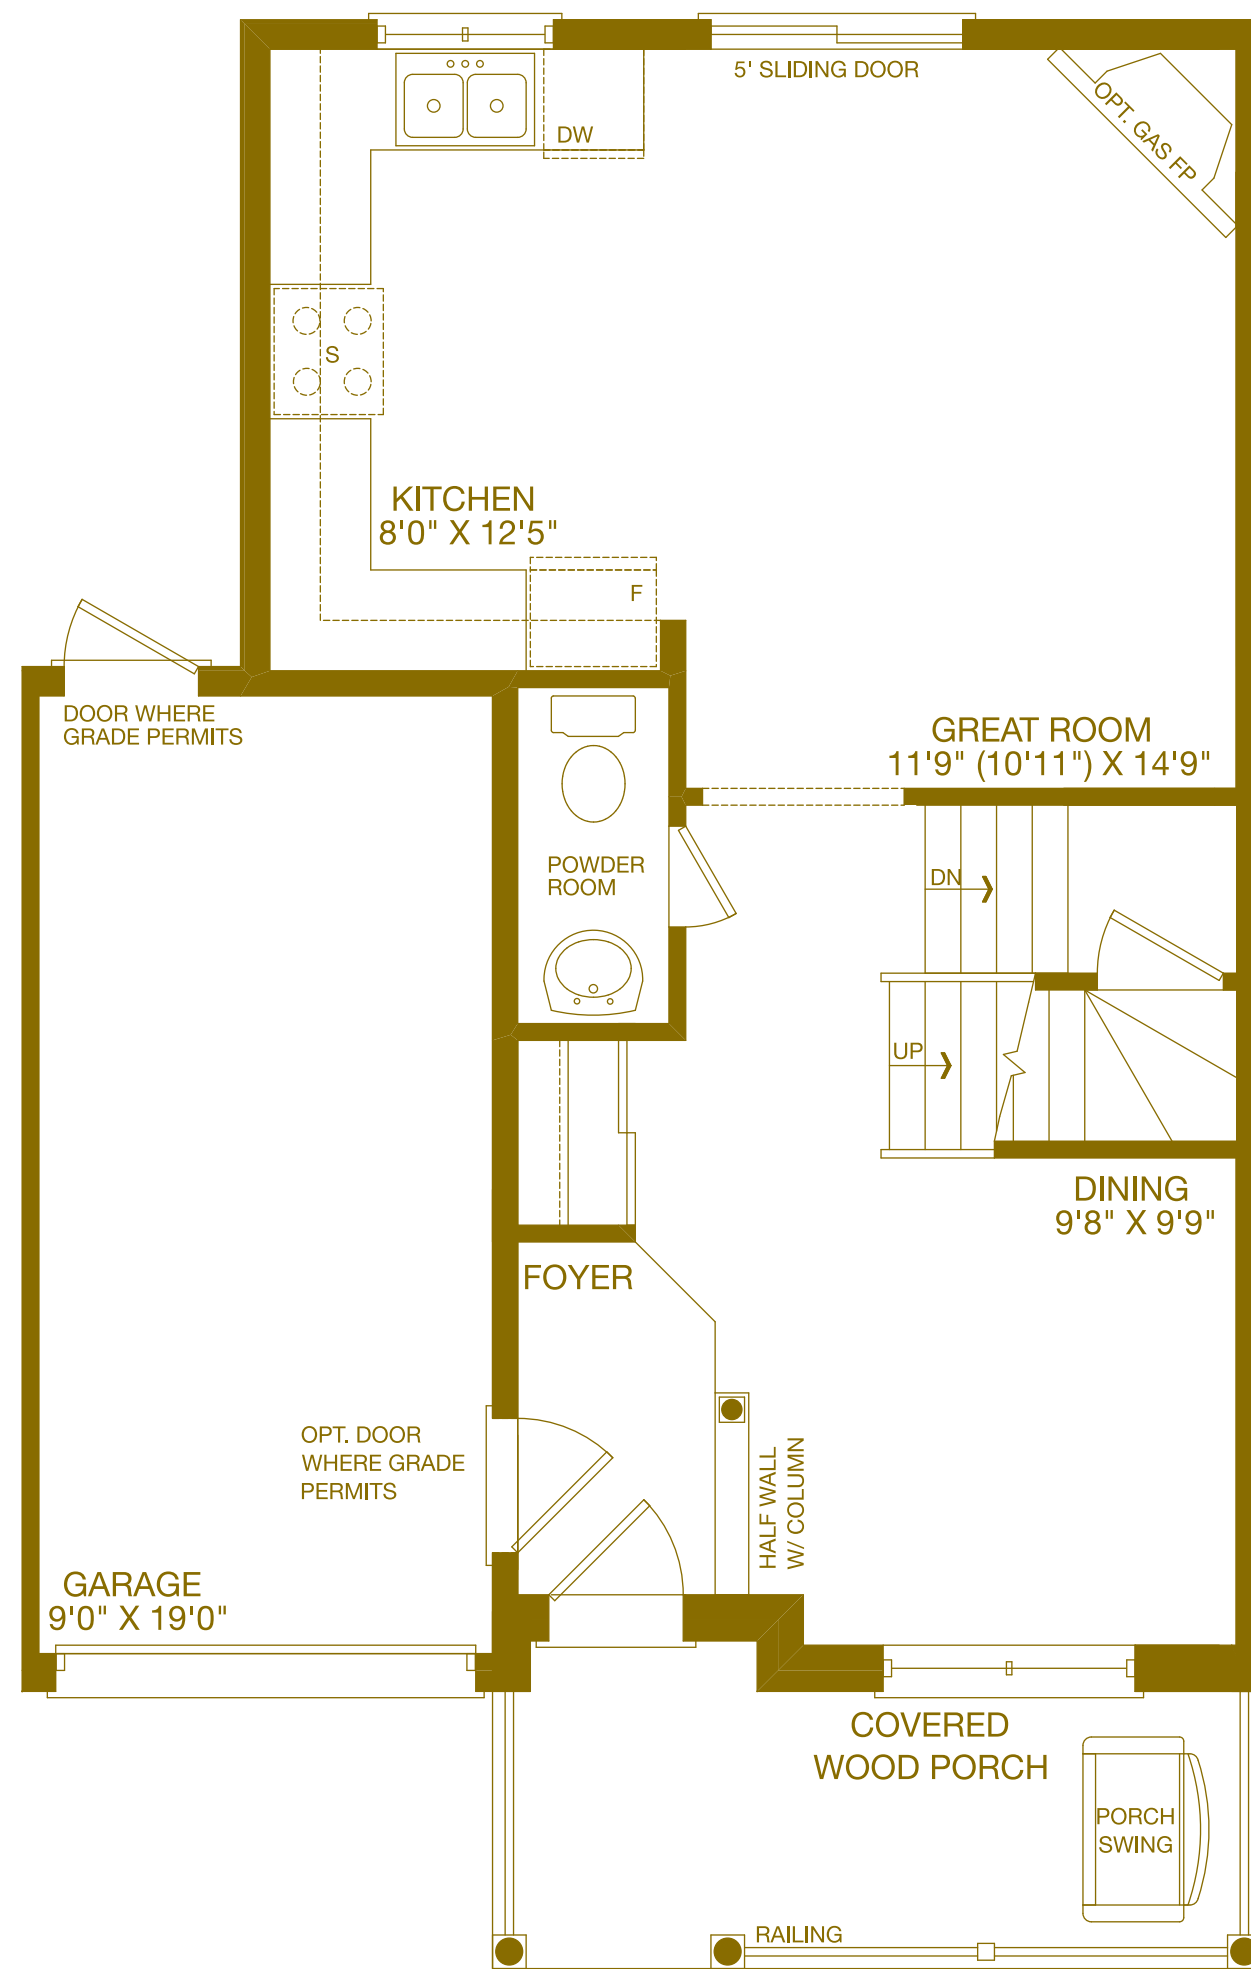 5' SLIDING DOOR
OPT. GAS FP
DW
S
KITCHEN
8'0" X 12'5"
F
DOOR WHERE
GRADE PERMITS
GREAT ROOM
11'9" (10'11") X 14'9"
POWDER
ROOM
DN
UP
DINING
9'8" X 9'9"
FOYER
OPT. DOOR
WHERE GRADE
PERMITS
HALF WALL
W/ COLUMN
GARAGE
9'0" X 19'0"
COVERED
WOOD PORCH
PORCH
SWING
RAILING